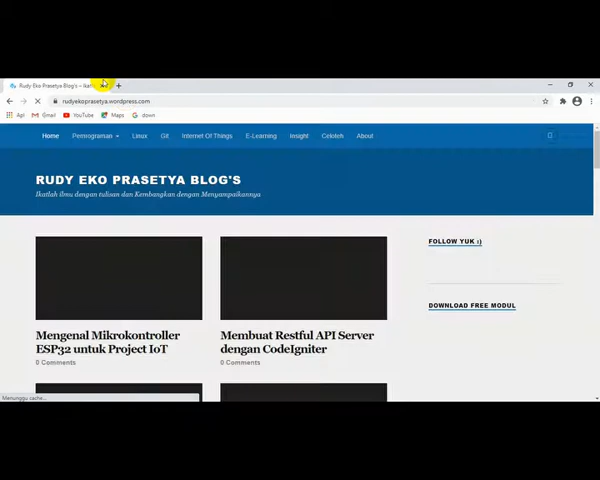 Rudy Eko Prasetya Blog's – Ikatl
rudyekoprasetya.wordpress.com
Api Gmail YouTube Maps down
Home Pemrograman Linux Git Internet Of Things E-Learning Insight Celoteh About
RUDY EKO PRASETYA BLOG'S
Ikatlah ilmu dengan tulisan dan Kembangkan dengan Menyampaikannya
FOLLOW YUK :)
DOWNLOAD FREE MODUL
Mengenal Mikrokontroller
ESP32 untuk Project IoT
0 Comments
Membuat Restful API Server
dengan CodeIgniter
0 Comments
Menunggu cache...